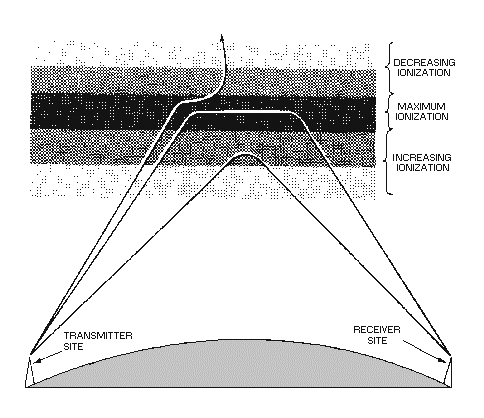 DECREASING
IONIZATION
MAXIMUM
IONIZATION
INCREASING
IONIZATION
TRANSMITTER
SITE
RECEIVER
SITE